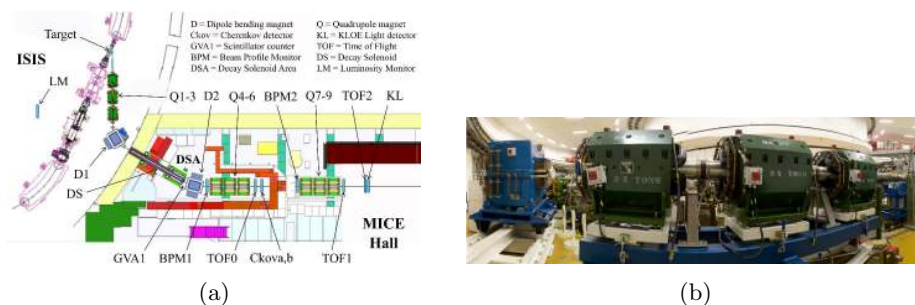 D = Dipole bending magnet
Ckov = Cherenkov detector
GVA1 = Scintillator counter
BPM = Beam Profile Monitor
DSA = Decay Solenoid Area
Q = Quadrupole magnet
KL = KLOE Light detector
TOF = Time of Flight
DS = Decay Solenoid
LM = Luminosity Monitor
Target
ISIS
LM
Q1-3 D2 Q4-6 BPM2 Q7-9 TOF2 KL
DSA
D1
DS
MICE
Hall
GVA1 BPM1 TOF0 Ckova,b TOF1
(a) (b)